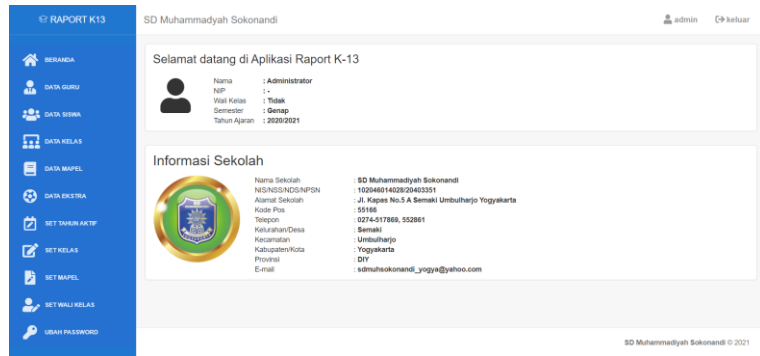 RAPORT K13
SD Muhammadyah Sokonandi
admin
keluar
BERANDA
DATA GURU
DATA SISWA
DATA KELAS
DATA MAPEL
DATA EKSTRA
SET TAHUN AKTIF
SET KELAS
SET MAPEL
SET WALI KELAS
UBAH PASSWORD
Selamat datang di Aplikasi Raport K-13
Nama : Administrator
NIP : -
Wali Kelas : Tidak
Semester : Genap
Tahun Ajaran : 2020/2021
Informasi Sekolah
Nama Sekolah : SD Muhammadiyah Sokonandi
NIS/NSS/NDS/NPSN : 102046014028/20403351
Alamat Sekolah : Jl. Kapas No.5 A Semaki Umbulharjo Yogyakarta
Kode Pos : 55166
Telepon : 0274-517869, 552861
Kelurahan/Desa : Semaki
Kecamatan : Umbulharjo
Kabupaten/Kota : Yogyakarta
Provinsi : DIY
E-mail : sdmuhsokonandi_yogya@yahoo.com
SD Muhammadiyah Sokonandi © 2021